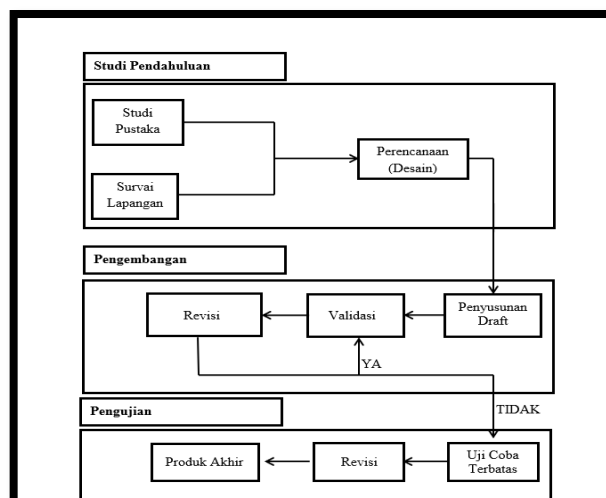 Studi Pendahuluan
Studi
Pustaka
Perencanaan
(Desain)
Survai
Lapangan
Pengembangan
Revisi
Validasi
Penyusunan
Draft
YA
TIDAK
Pengujian
Produk Akhir
Revisi
Uji Coba
Terbatas